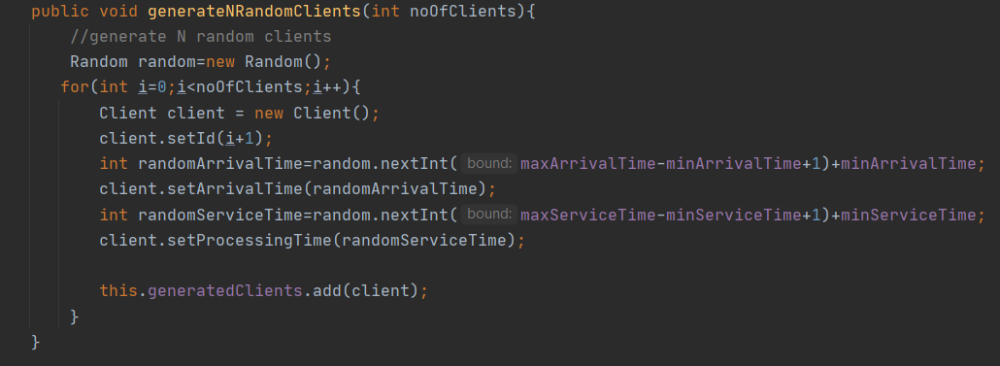 public void generateNRandomClients(int noOfClients){
//generate N random clients
Random random=new Random();
for(int i=0;i<noOfClients;i++){
Client client = new Client();
client.setId(i+1);
int randomArrivalTime=random.nextInt( bound: maxArrivalTime-minArrivalTime+1)+minArrivalTime;
client.setArrivalTime(randomArrivalTime);
int randomServiceTime=random.nextInt( bound: maxServiceTime-minServiceTime+1)+minServiceTime;
client.setProcessingTime(randomServiceTime);
this.generatedClients.add(client);
}
}